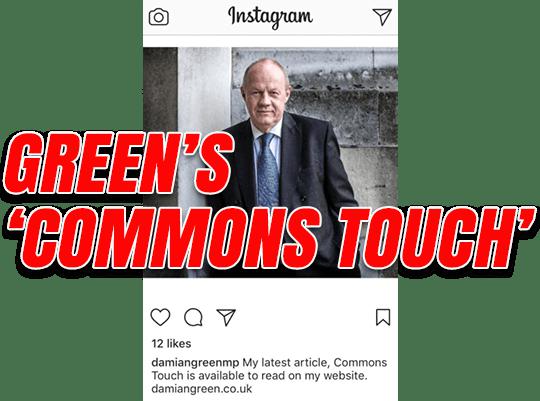 Instagram
GREEN'S
‘COMMONS TOUCH’
12 likes
damiangreenmp My latest article, Commons
Touch is available to read on my website.
damiangreen.co.uk